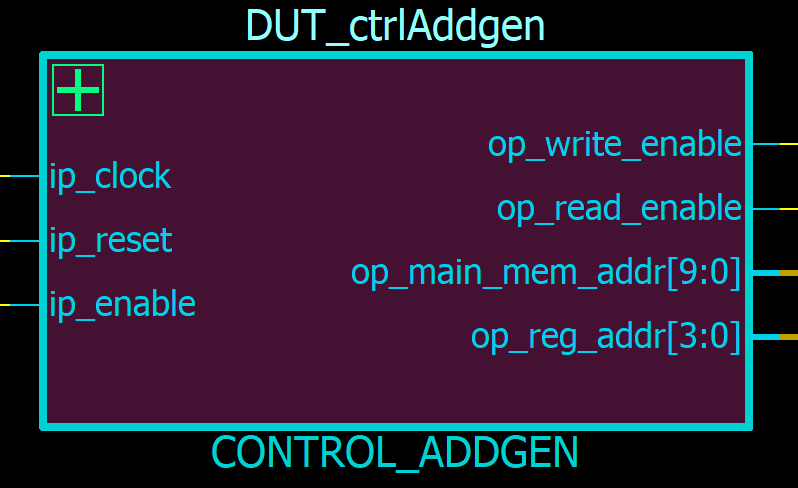 DUT_ctrlAddgen
op_write_enable
ip_clock
op_read_enable
ip_reset
op_main_mem_addr[9:0]
ip_enable
op_reg_addr[3:0]
CONTROL_ADDGEN